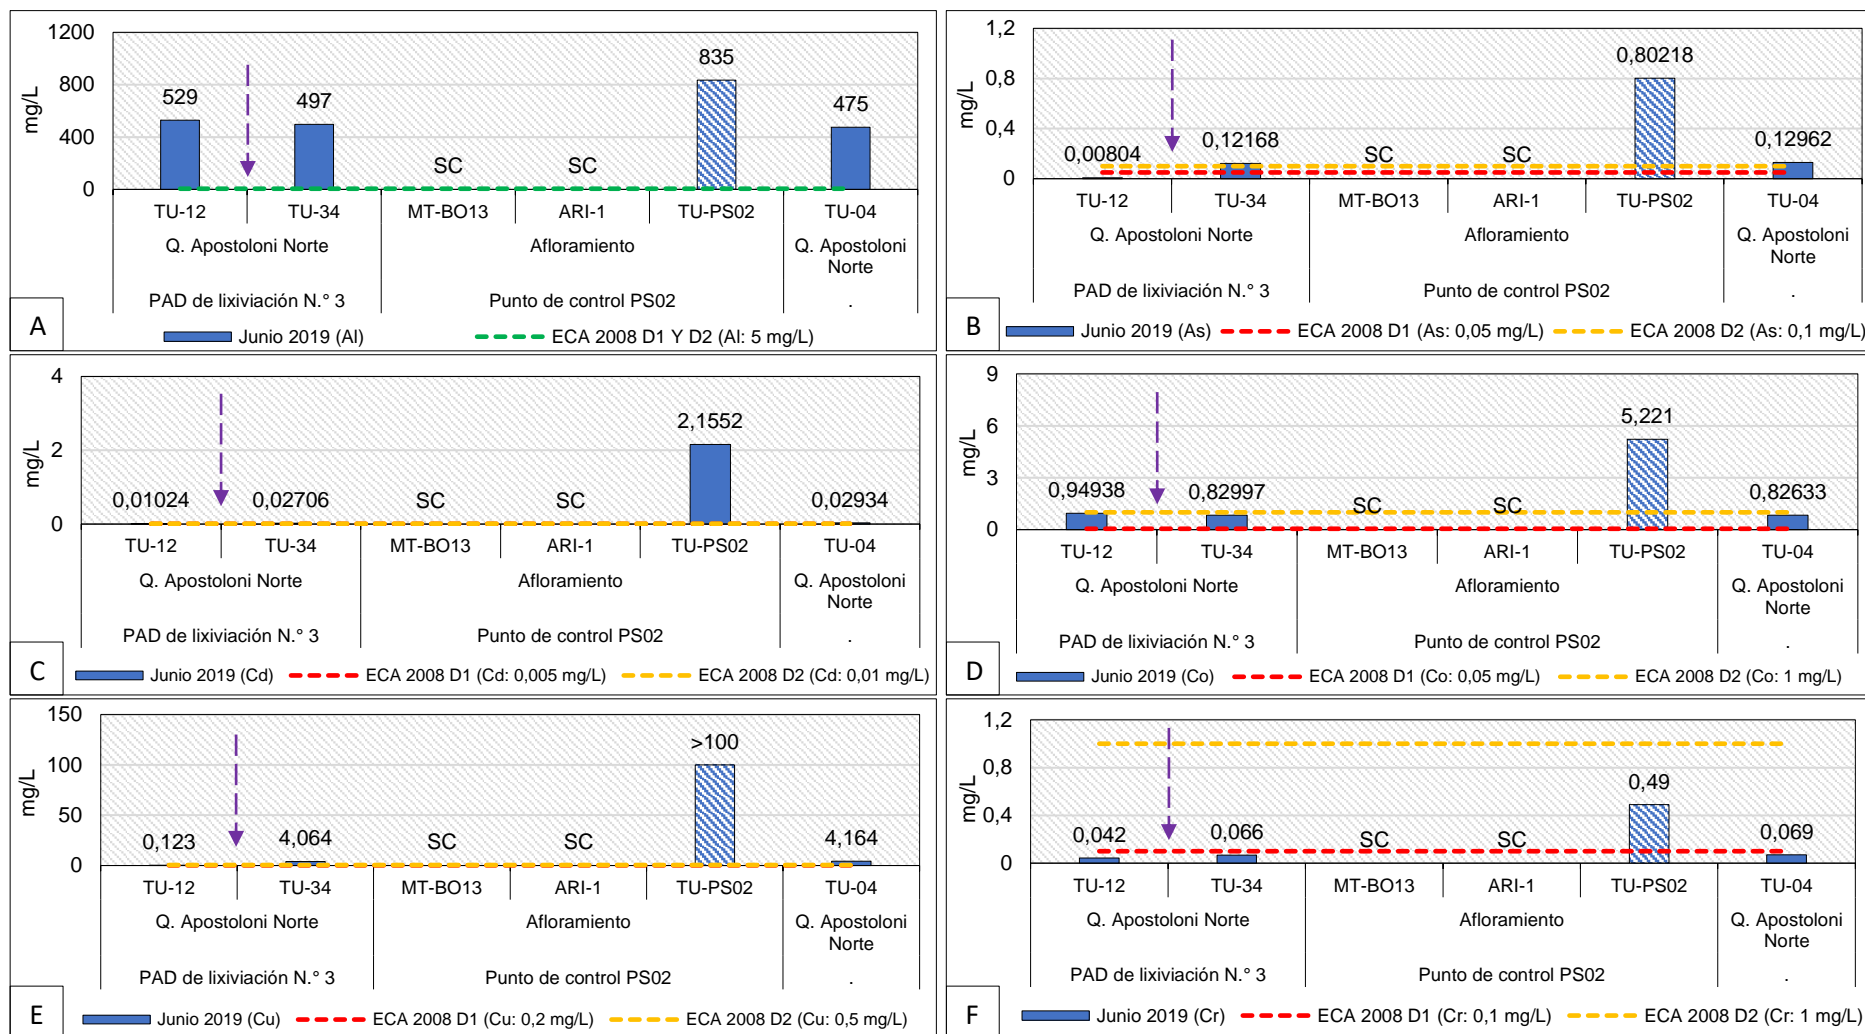 1200
800
400
0
mg/L
529
497
SC
SC
835
475
TU-12
TU-34
MT-BO13
ARI-1
TU-PS02
TU-04
Q. Apostoloni Norte
Afloramiento
Q. Apostoloni
Norte
PAD de lixiviación N.° 3
Punto de control PS02
.
A
Junio 2019 (Al)
ECA 2008 D1 Y D2 (Al: 5 mg/L)
1,2
0,8
0,4
0
mg/L
0,00804
0,12168
SC
SC
0,80218
0,12962
TU-12
TU-34
MT-BO13
ARI-1
TU-PS02
TU-04
Q. Apostoloni Norte
Afloramiento
Q. Apostoloni
Norte
PAD de lixiviación N.° 3
Punto de control PS02
.
B
Junio 2019 (As)
ECA 2008 D1 (As: 0,05 mg/L)
ECA 2008 D2 (As: 0,1 mg/L)
4
2
0
mg/L
0,01024
0,02706
SC
SC
2,1552
0,02934
TU-12
TU-34
MT-BO13
ARI-1
TU-PS02
TU-04
Q. Apostoloni Norte
Afloramiento
Q. Apostoloni
Norte
PAD de lixiviación N.° 3
Punto de control PS02
.
C
Junio 2019 (Cd)
ECA 2008 D1 (Cd: 0,005 mg/L)
ECA 2008 D2 (Cd: 0,01 mg/L)
9
6
3
0
mg/L
0,94938
0,82997
SC
SC
5,221
0,82633
TU-12
TU-34
MT-BO13
ARI-1
TU-PS02
TU-04
Q. Apostoloni Norte
Afloramiento
Q. Apostoloni
Norte
PAD de lixiviación N.° 3
Punto de control PS02
.
D
Junio 2019 (Co)
ECA 2008 D1 (Co: 0,05 mg/L)
ECA 2008 D2 (Co: 1 mg/L)
150
100
50
0
mg/L
0,123
4,064
SC
SC
>100
4,164
TU-12
TU-34
MT-BO13
ARI-1
TU-PS02
TU-04
Q. Apostoloni Norte
Afloramiento
Q. Apostoloni
Norte
PAD de lixiviación N.° 3
Punto de control PS02
.
E
Junio 2019 (Cu)
ECA 2008 D1 (Cu: 0,2 mg/L)
ECA 2008 D2 (Cu: 0,5 mg/L)
1,2
0,8
0,4
0
mg/L
0,042
0,066
SC
SC
0,49
0,069
TU-12
TU-34
MT-BO13
ARI-1
TU-PS02
TU-04
Q. Apostoloni Norte
Afloramiento
Q. Apostoloni
Norte
PAD de lixiviación N.° 3
Punto de control PS02
.
F
Junio 2019 (Cr)
ECA 2008 D1 (Cr: 0,1 mg/L)
ECA 2008 D2 (Cr: 1 mg/L)